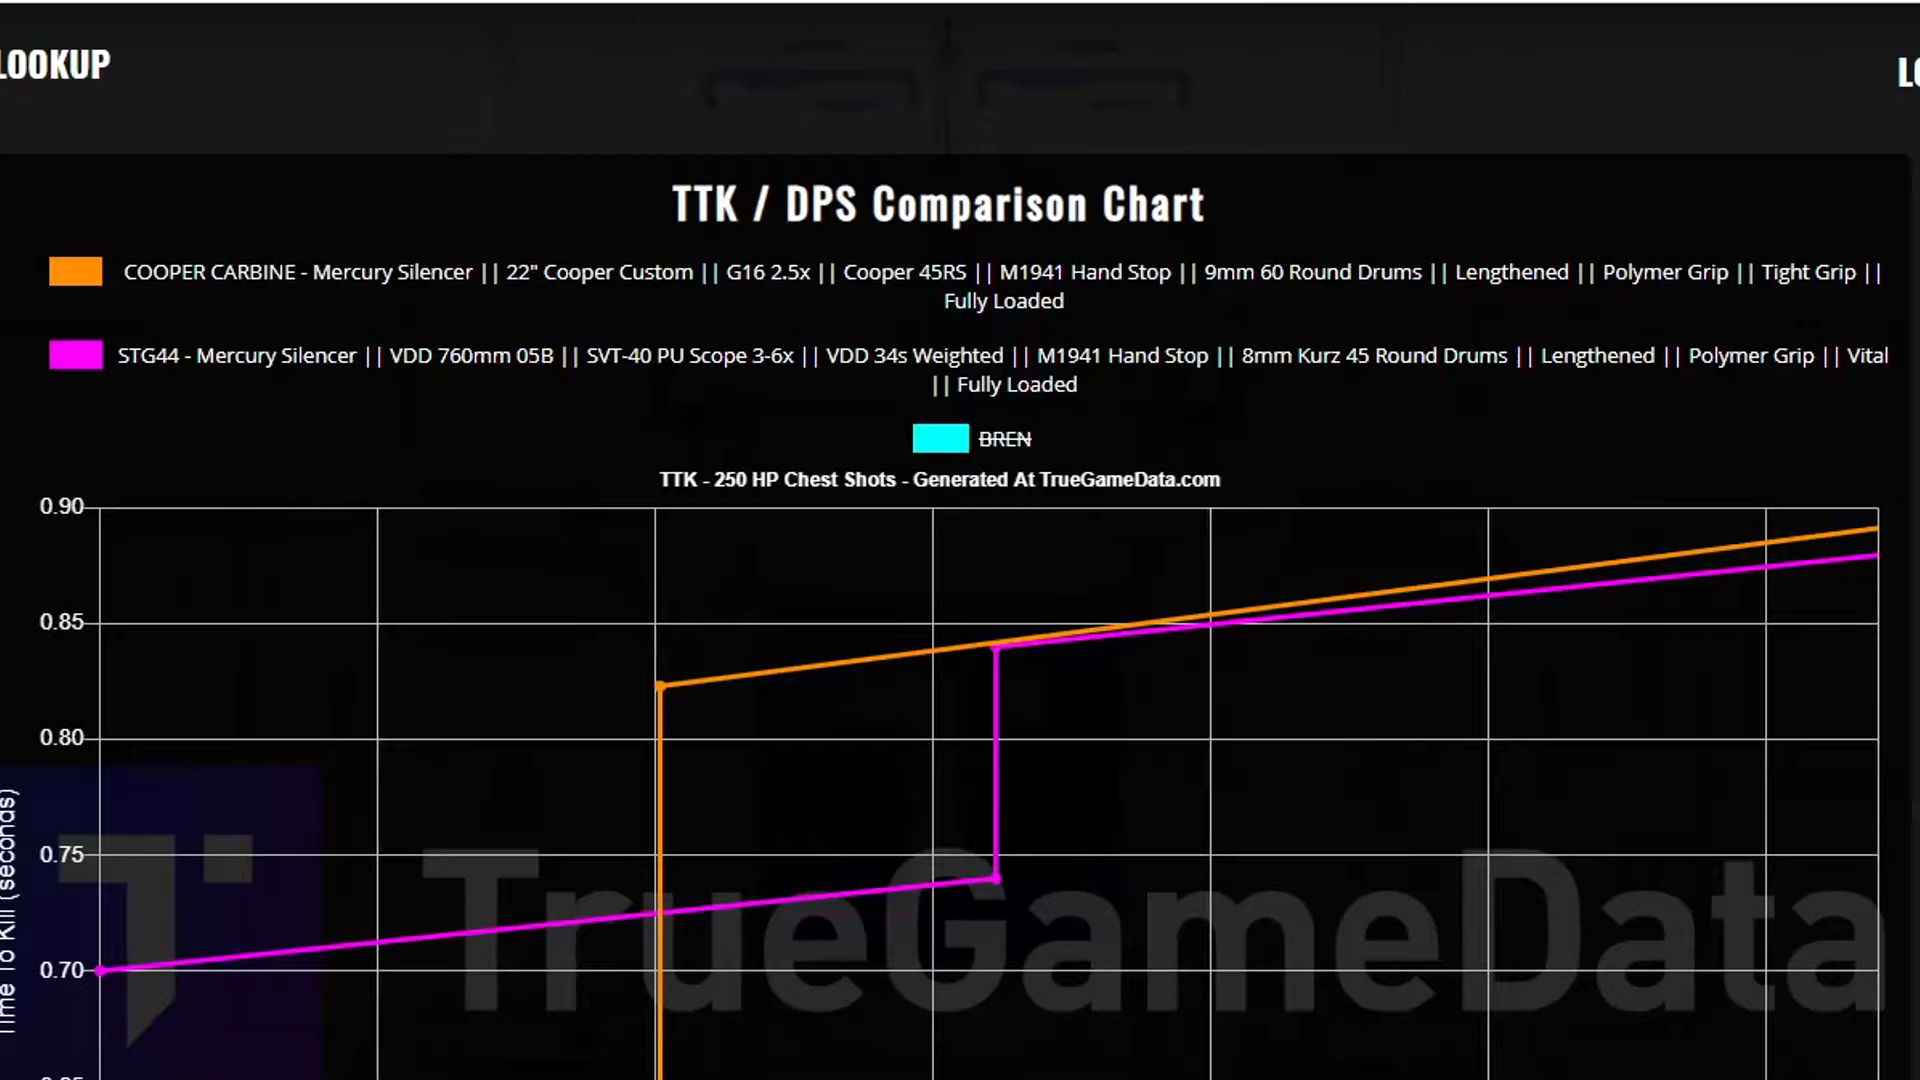 LOOKUP
TTK / DPS Comparison Chart
COOPER CARBINE - Mercury Silencer || 22" Cooper Custom || G16 2.5x || Cooper 45RS || M1941 Hand Stop || 9mm 60 Round Drums || Lengthened || Polymer Grip || Tight Grip ||
Fully Loaded
STG44 - Mercury Silencer || VDD 760mm 05B || SVT-40 PU Scope 3-6x || VDD 34s Weighted || M1941 Hand Stop || 8mm Kurz 45 Round Drums || Lengthened || Polymer Grip || Vital
|| Fully Loaded
BREN
TTK - 250 HP Chest Shots - Generated At TrueGameData.com
0.90
0.85
0.80
0.75
0.70
Time To Kill (seconds)
TrueGameData